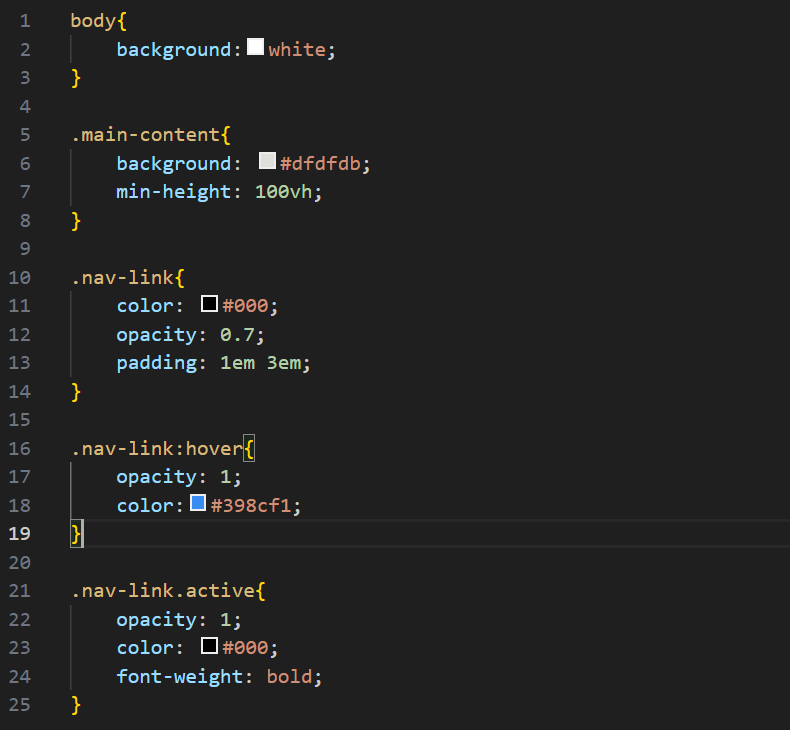 1 body{
2     background: white;
3 }
4
5 .main-content{
6     background: #dfdfdb;
7     min-height: 100vh;
8 }
9
10 .nav-link{
11     color: #000;
12     opacity: 0.7;
13     padding: 1em 3em;
14 }
15
16 .nav-link:hover{
17     opacity: 1;
18     color: #398cf1;
19 }
20
21 .nav-link.active{
22     opacity: 1;
23     color: #000;
24     font-weight: bold;
25 }